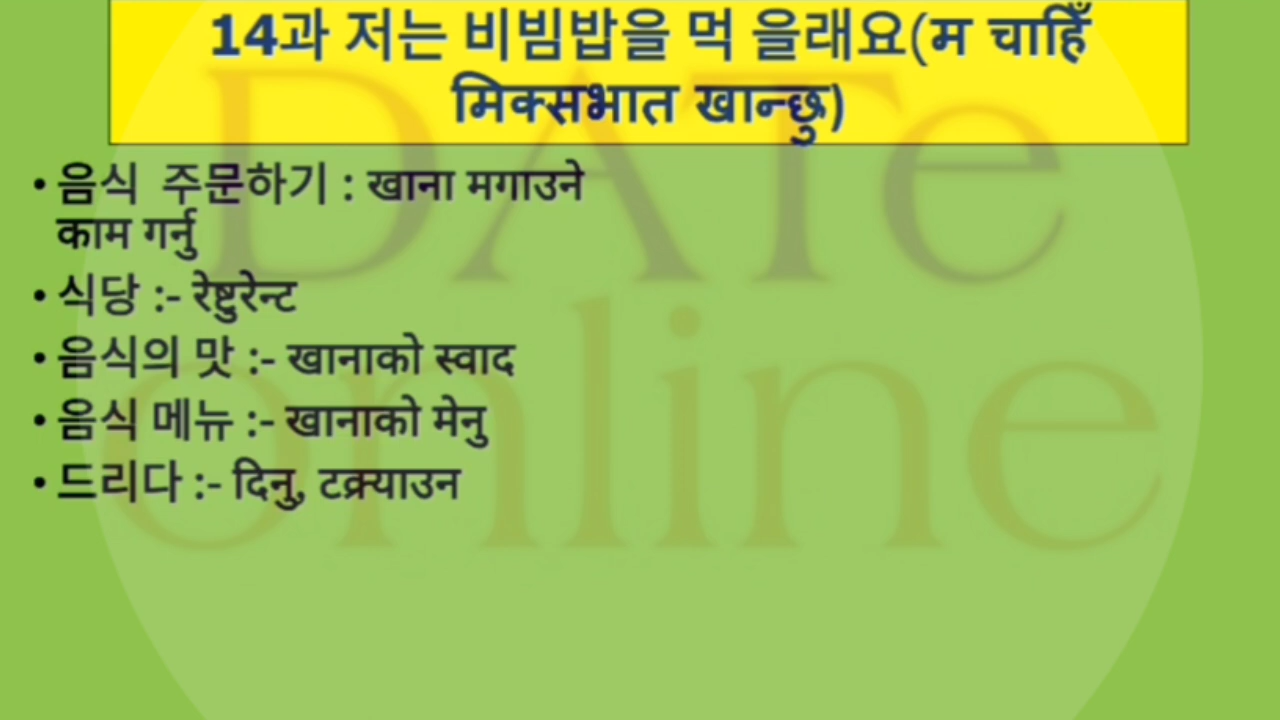 14과 저는 비빔밥을 먹 을래요(म चाहिँ
मिक्सभात खान्छु)
• 음식 주문하기 : खाना मगाउने
काम गर्नु
• 식당 :- रेष्टुरेन्ट
• 음식의 맛 :- खानाको स्वाद
• 음식 메뉴 :- खानाको मेनु
• 드리다 :- दिनु, टक्र्याउन
DATe
online